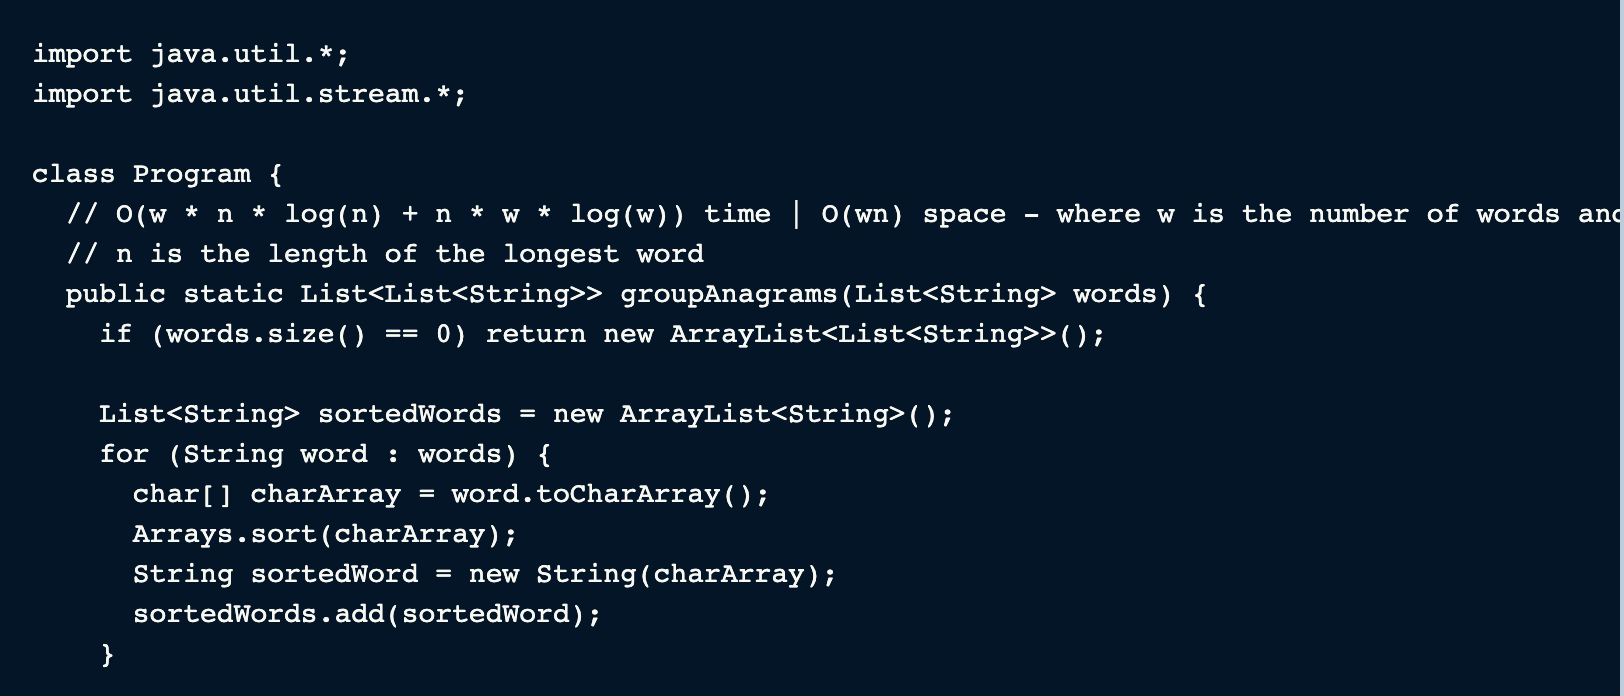 import java.util.*;
import java.util.stream.*;
class Program {
// O(w * n * log(n) + n * w * log(w)) time | O(wn) space – where w is the number of words
// n is the length of the longest word
public static List<List<String>> groupAnagrams(List<String> words) {
if (words.size() == 0) return new ArrayList<List<String>>();
List<String> sortedWords = new ArrayList<String>();
for (String word : words) {
char[] charArray = word.toCharArray();
Arrays.sort(charArray);
String sortedWord = new String(charArray);
sortedWords.add(sortedWord);
}